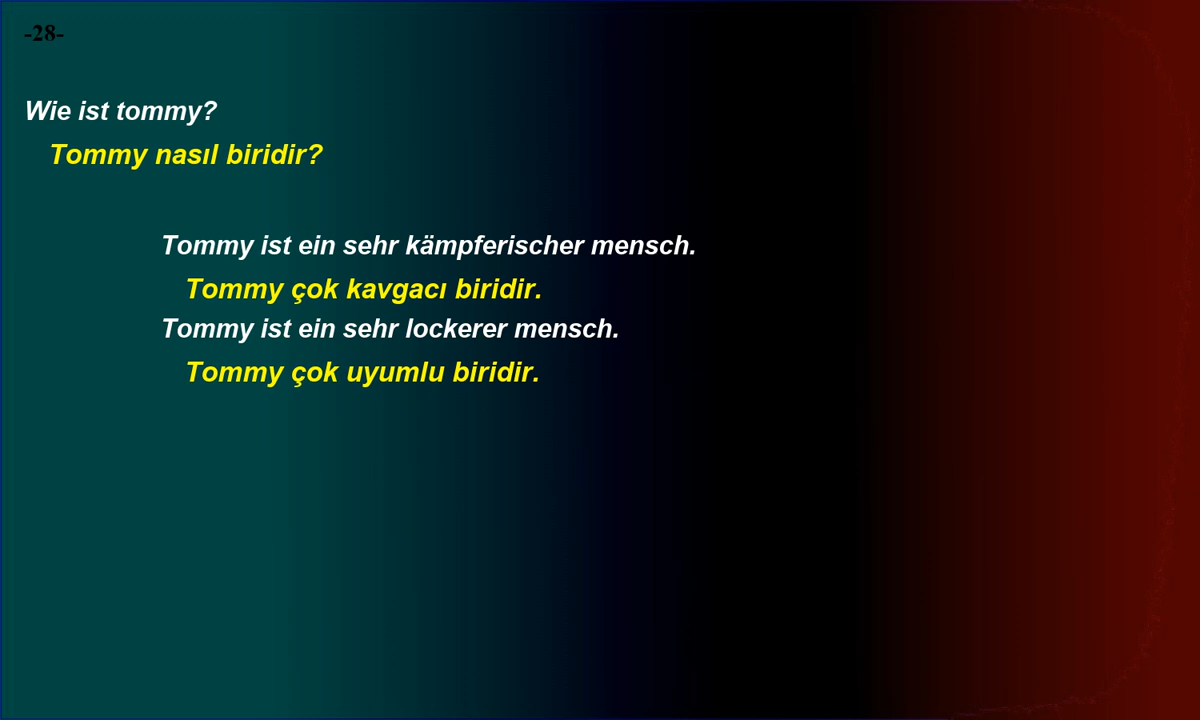 -28-
Wie ist tommy?
Tommy nasıl biridir?
Tommy ist ein sehr kämpferischer mensch.
Tommy çok kavgacı biridir.
Tommy ist ein sehr lockerer mensch.
Tommy çok uyumlu biridir.